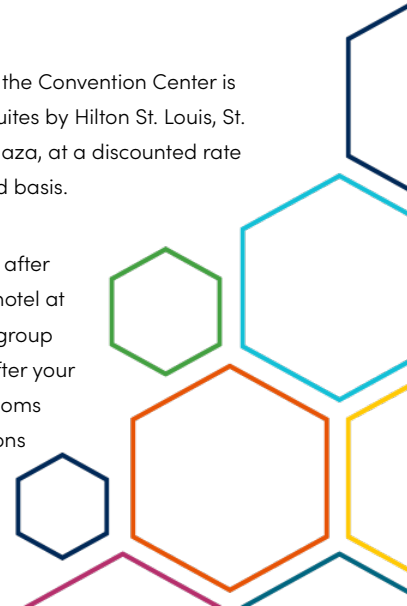 the Convention Center is
uites by Hilton St. Louis, St.
aza, at a discounted rate
d basis.
after
hotel at
group
fter your
ooms
ons